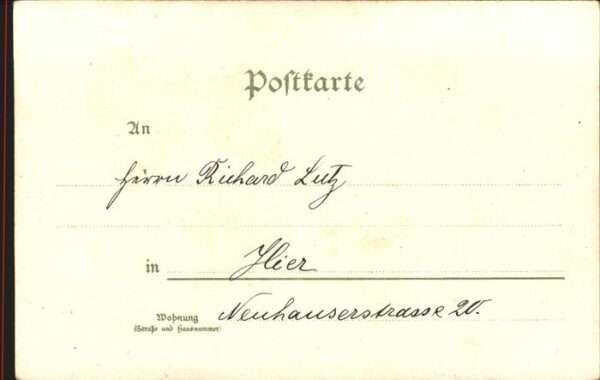 Postkarte
An
Herrn Richard Lutz
in Hier
Wohnung Neuhauserstrasse 20.
(Straße und Hausnummer)